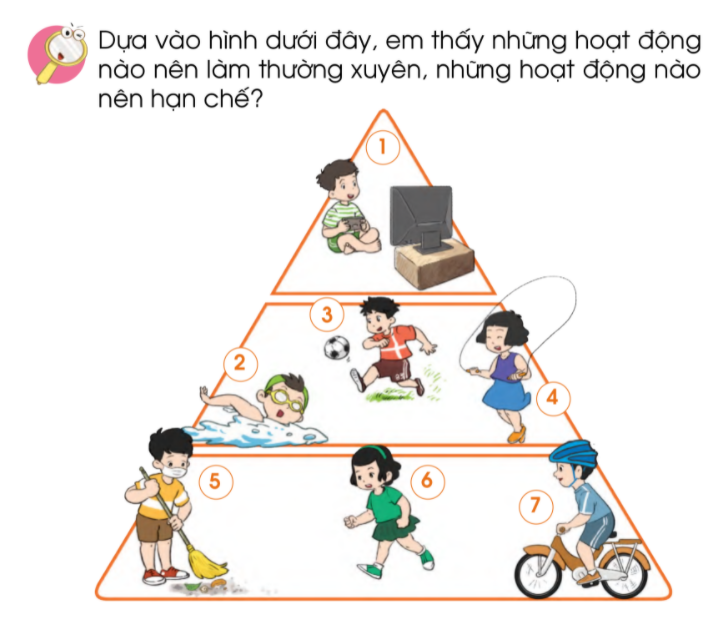 Dựa vào hình dưới đây, em thấy những hoạt động
nào nên làm thường xuyên, những hoạt động nào
nên hạn chế?
1
3
2
4
5
6
7